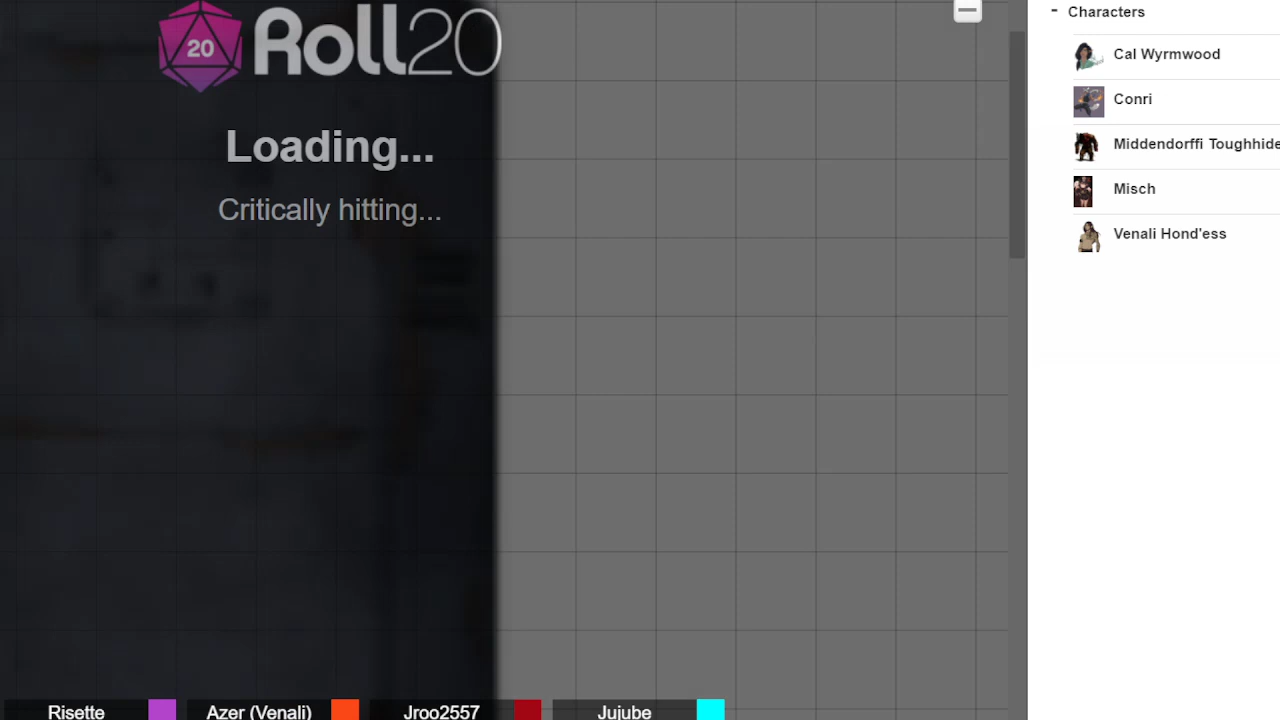 20 Roll20
Loading...
Critically hitting...
- Characters
Cal Wyrmwood
Conri
Middendorffi Toughhide
Misch
Venali Hond'ess
Risette
Azer (Venali)
Jroo2557
Jujube